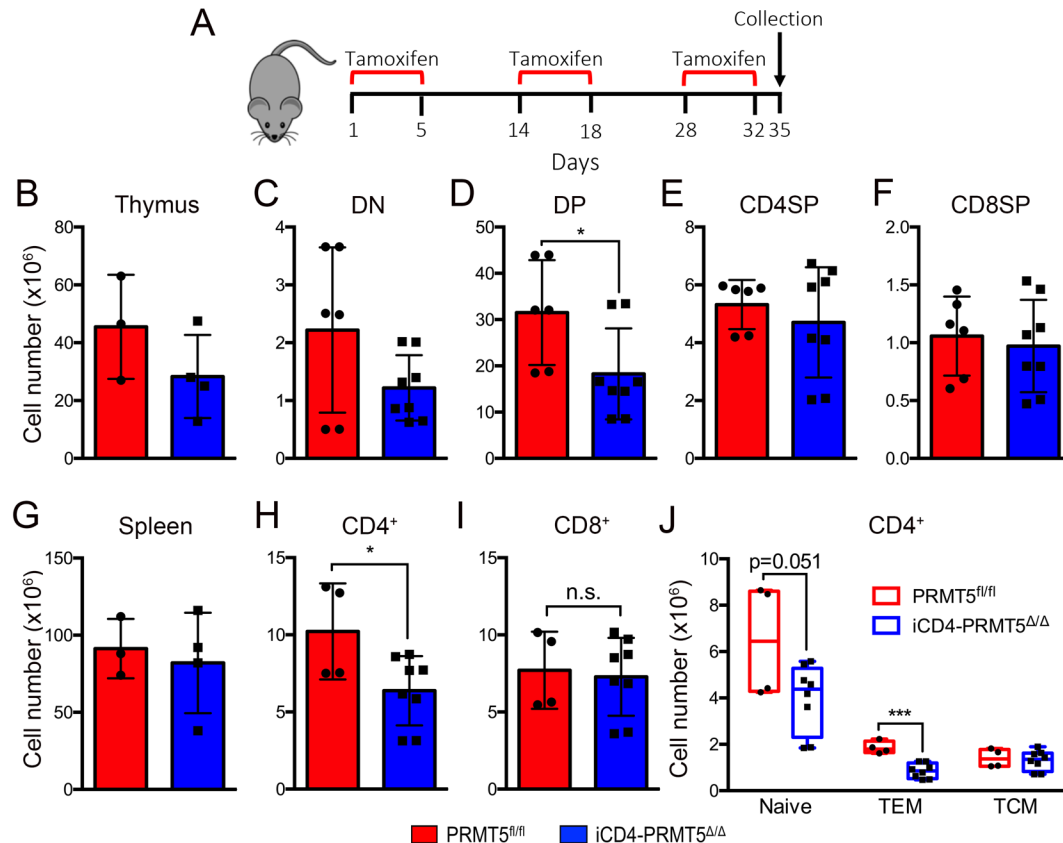 A
Collection
Tamoxifen Tamoxifen Tamoxifen
1 5 14 18 28 32 35
Days
B Thymus
Cell number (x10⁶)
80
60
40
20
0
C DN
4
3
2
1
0
D DP
50
40
30
20
10
0
*
E CD4SP
8
6
4
2
0
F CD8SP
2.0
1.5
1.0
0.5
0.0
G Spleen
Cell number (x10⁶)
150
100
50
0
H CD4⁺
15
10
5
0
*
I CD8⁺
15
10
5
0
n.s.
J CD4⁺
Cell number (x10⁶)
10
8
6
4
2
0
p=0.051
***
PRMT5fl/fl
iCD4-PRMT5Δ/Δ
Naive TEM TCM
PRMT5fl/fl iCD4-PRMT5Δ/Δ